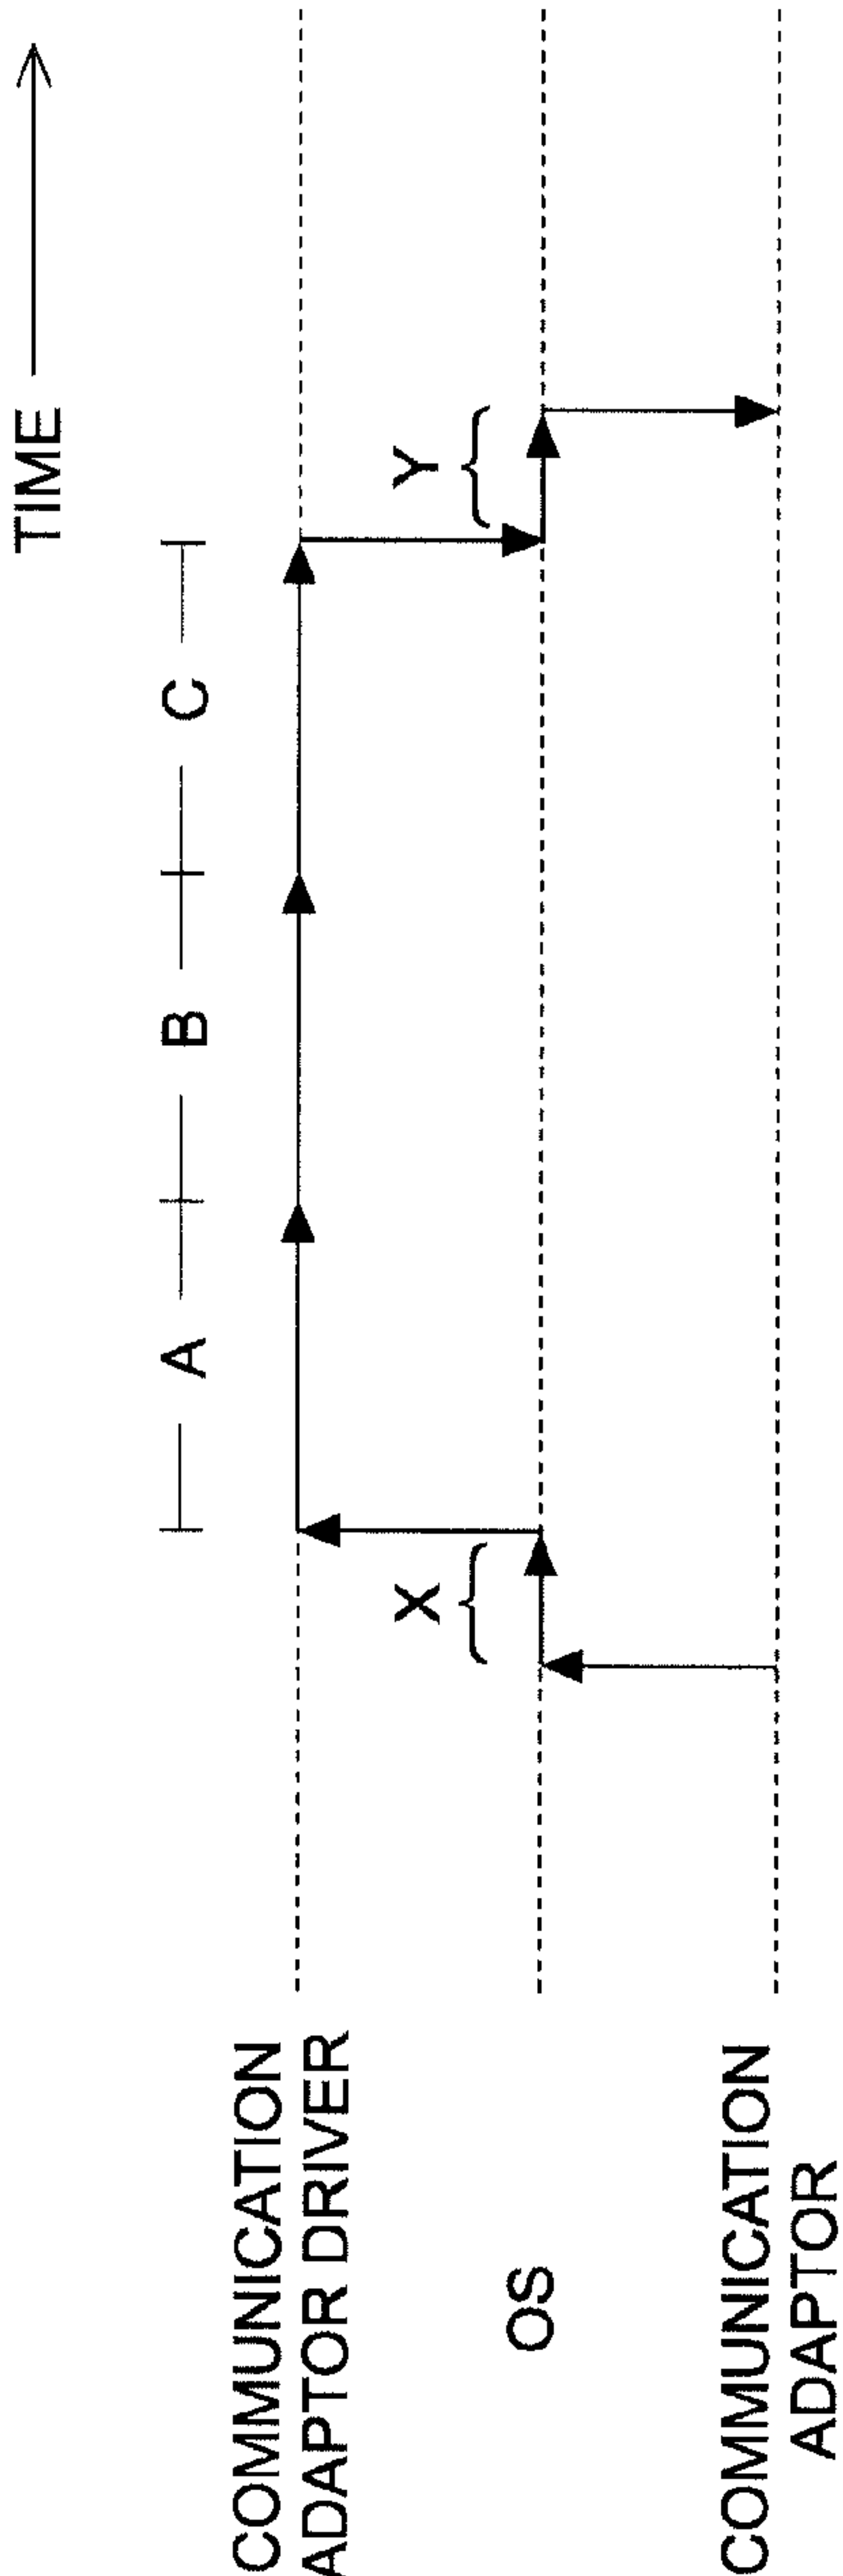 TIME
A
B
C
COMMUNICATION
ADAPTOR DRIVER
X
Y
OS
COMMUNICATION
ADAPTOR